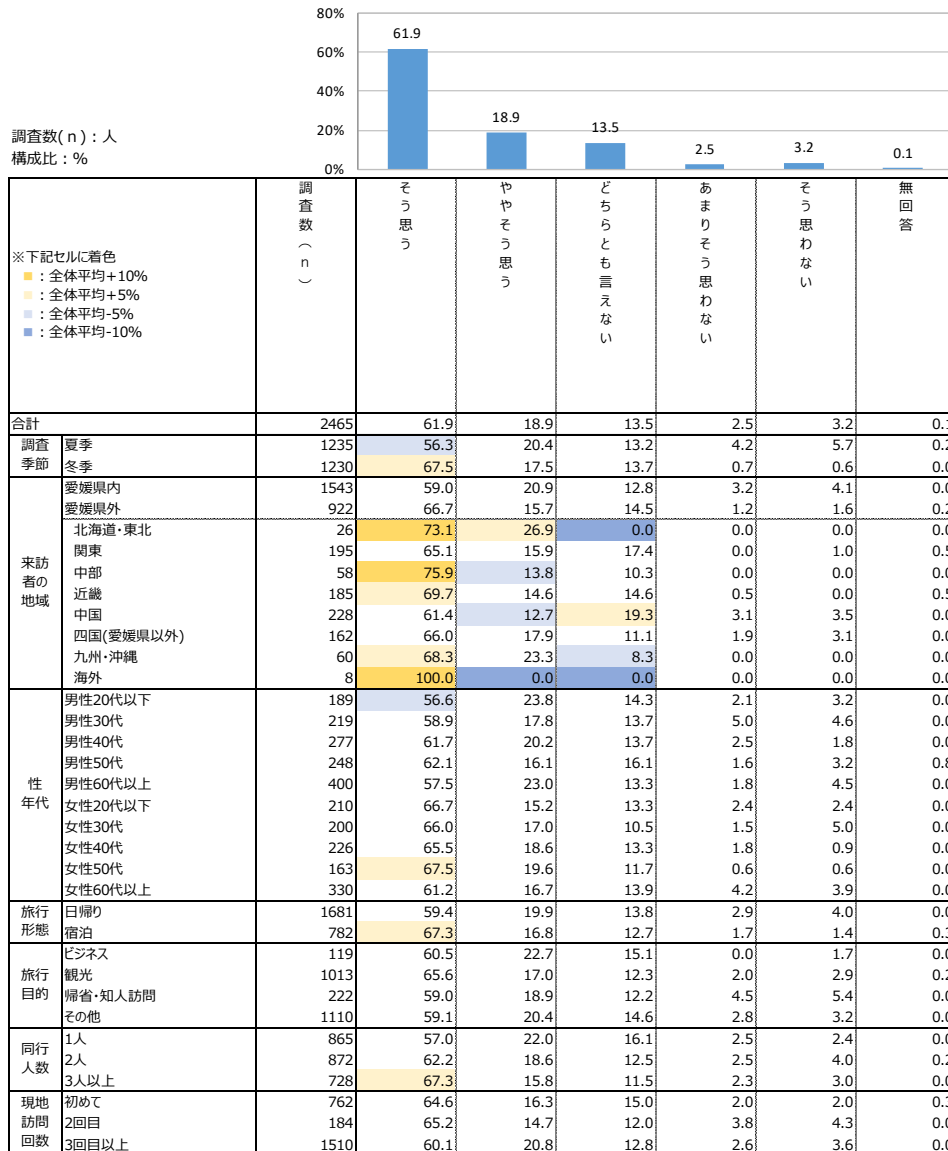 80%
60%
40%
20%
0%
61.9
18.9
13.5
2.5
3.2
0.1
調査数(n):人
構成比:%
※下記セルに着色
■:全体平均+10%
■:全体平均+5%
■:全体平均-5%
■:全体平均-10%
調査数(n)
そう思う
ややそう思う
どちらとも言えない
あまりそう思わない
そう思わない
無回答
合計 2465 61.9 18.9 13.5 2.5 3.2
調査季節
夏季 1235 56.3 20.4 13.2 4.2 5.7 0.2
冬季 1230 67.5 17.5 13.7 0.7 0.6 0.0
来訪者の地域
愛媛県内 1543 59.0 20.9 12.8 3.2 4.1 0.0
愛媛県外 922 66.7 15.7 14.5 1.2 1.6 0.2
北海道・東北 26 73.1 26.9 0.0 0.0 0.0 0.0
関東 195 65.1 15.9 17.4 0.0 1.0 0.5
中部 58 75.9 13.8 10.3 0.0 0.0 0.0
近畿 185 69.7 14.6 14.6 0.5 0.0 0.5
中国 228 61.4 12.7 19.3 3.1 3.5 0.0
四国(愛媛県以外) 162 66.0 17.9 11.1 1.9 3.1 0.0
九州・沖縄 60 68.3 23.3 8.3 0.0 0.0 0.0
海外 8 100.0 0.0 0.0 0.0 0.0 0.0
性年代
男性20代以下 189 56.6 23.8 14.3 2.1 3.2 0.0
男性30代 219 58.9 17.8 13.7 5.0 4.6 0.0
男性40代 277 61.7 20.2 13.7 2.5 1.8 0.0
男性50代 248 62.1 16.1 16.1 1.6 3.2 0.8
男性60代以上 400 57.5 23.0 13.3 1.8 4.5 0.0
女性20代以下 210 66.7 15.2 13.3 2.4 2.4 0.0
女性30代 200 66.0 17.0 10.5 1.5 5.0 0.0
女性40代 226 65.5 18.6 13.3 1.8 0.9 0.0
女性50代 163 67.5 19.6 11.7 0.6 0.6 0.0
女性60代以上 330 61.2 16.7 13.9 4.2 3.9 0.0
旅行形態
日帰り 1681 59.4 19.9 13.8 2.9 4.0 0.0
宿泊 782 67.3 16.8 12.7 1.7 1.4 0.3
旅行目的
ビジネス 119 60.5 22.7 15.1 0.0 1.7 0.0
観光 1013 65.6 17.0 12.3 2.0 2.9 0.2
帰省・知人訪問 222 59.0 18.9 12.2 4.5 5.4 0.0
その他 1110 59.1 20.4 14.6 2.8 3.2 0.0
同行人数
1人 865 57.0 22.0 16.1 2.5 2.4 0.0
2人 872 62.2 18.6 12.5 2.5 4.0 0.2
3人以上 728 67.3 15.8 11.5 2.3 3.0 0.0
現地訪問回数
初めて 762 64.6 16.3 15.0 2.0 2.0 0.3
2回目 184 65.2 14.7 12.0 3.8 4.3 0.0
3回目以上 1510 60.1 20.8 12.8 2.6 3.6 0.0